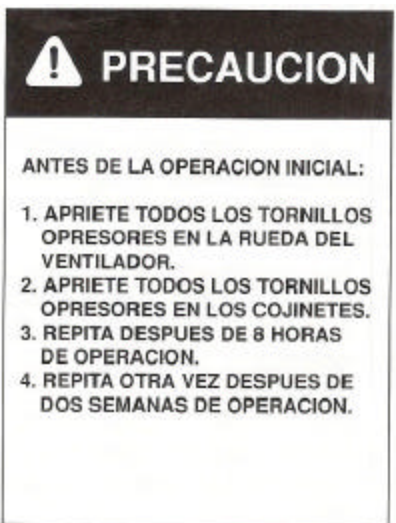 PRECAUCION
ANTES DE LA OPERACION INICIAL:
1. APRIETE TODOS LOS TORNILLOS
OPRESORES EN LA RUEDA DEL
VENTILADOR.
2. APRIETE TODOS LOS TORNILLOS
OPRESORES EN LOS COJINETES.
3. REPITA DESPUES DE 8 HORAS
DE OPERACION.
4. REPITA OTRA VEZ DESPUES DE
DOS SEMANAS DE OPERACION.